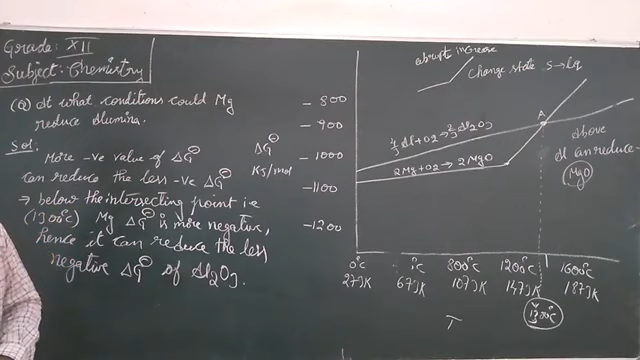 Grade: XII
Subject: Chemistry
(Q) At what conditions could Mg
reduce Alumina.
Sol:
More -ve value of ΔG⊖
can reduce the less -ve ΔG⊖
→ below the intersecting point i.e
(1300°C) Mg ΔG⊖ is more negative,
hence it can reduce the less
negative ΔG⊖ of Al2O3.
ΔG⊖
KJ/mol
- 800
- 900
- 1000
- 1100
- 1200
abrupt increase
change state S → Liq
4/3 Al + O2 → 2/3 Al2O3
2Mg + O2 → 2MgO
A
Above
Al can reduce
MgO
0°C °C 800°C 1200°C 1600°C
273K 673K 1073K 1473K 1873K
1300°C
T